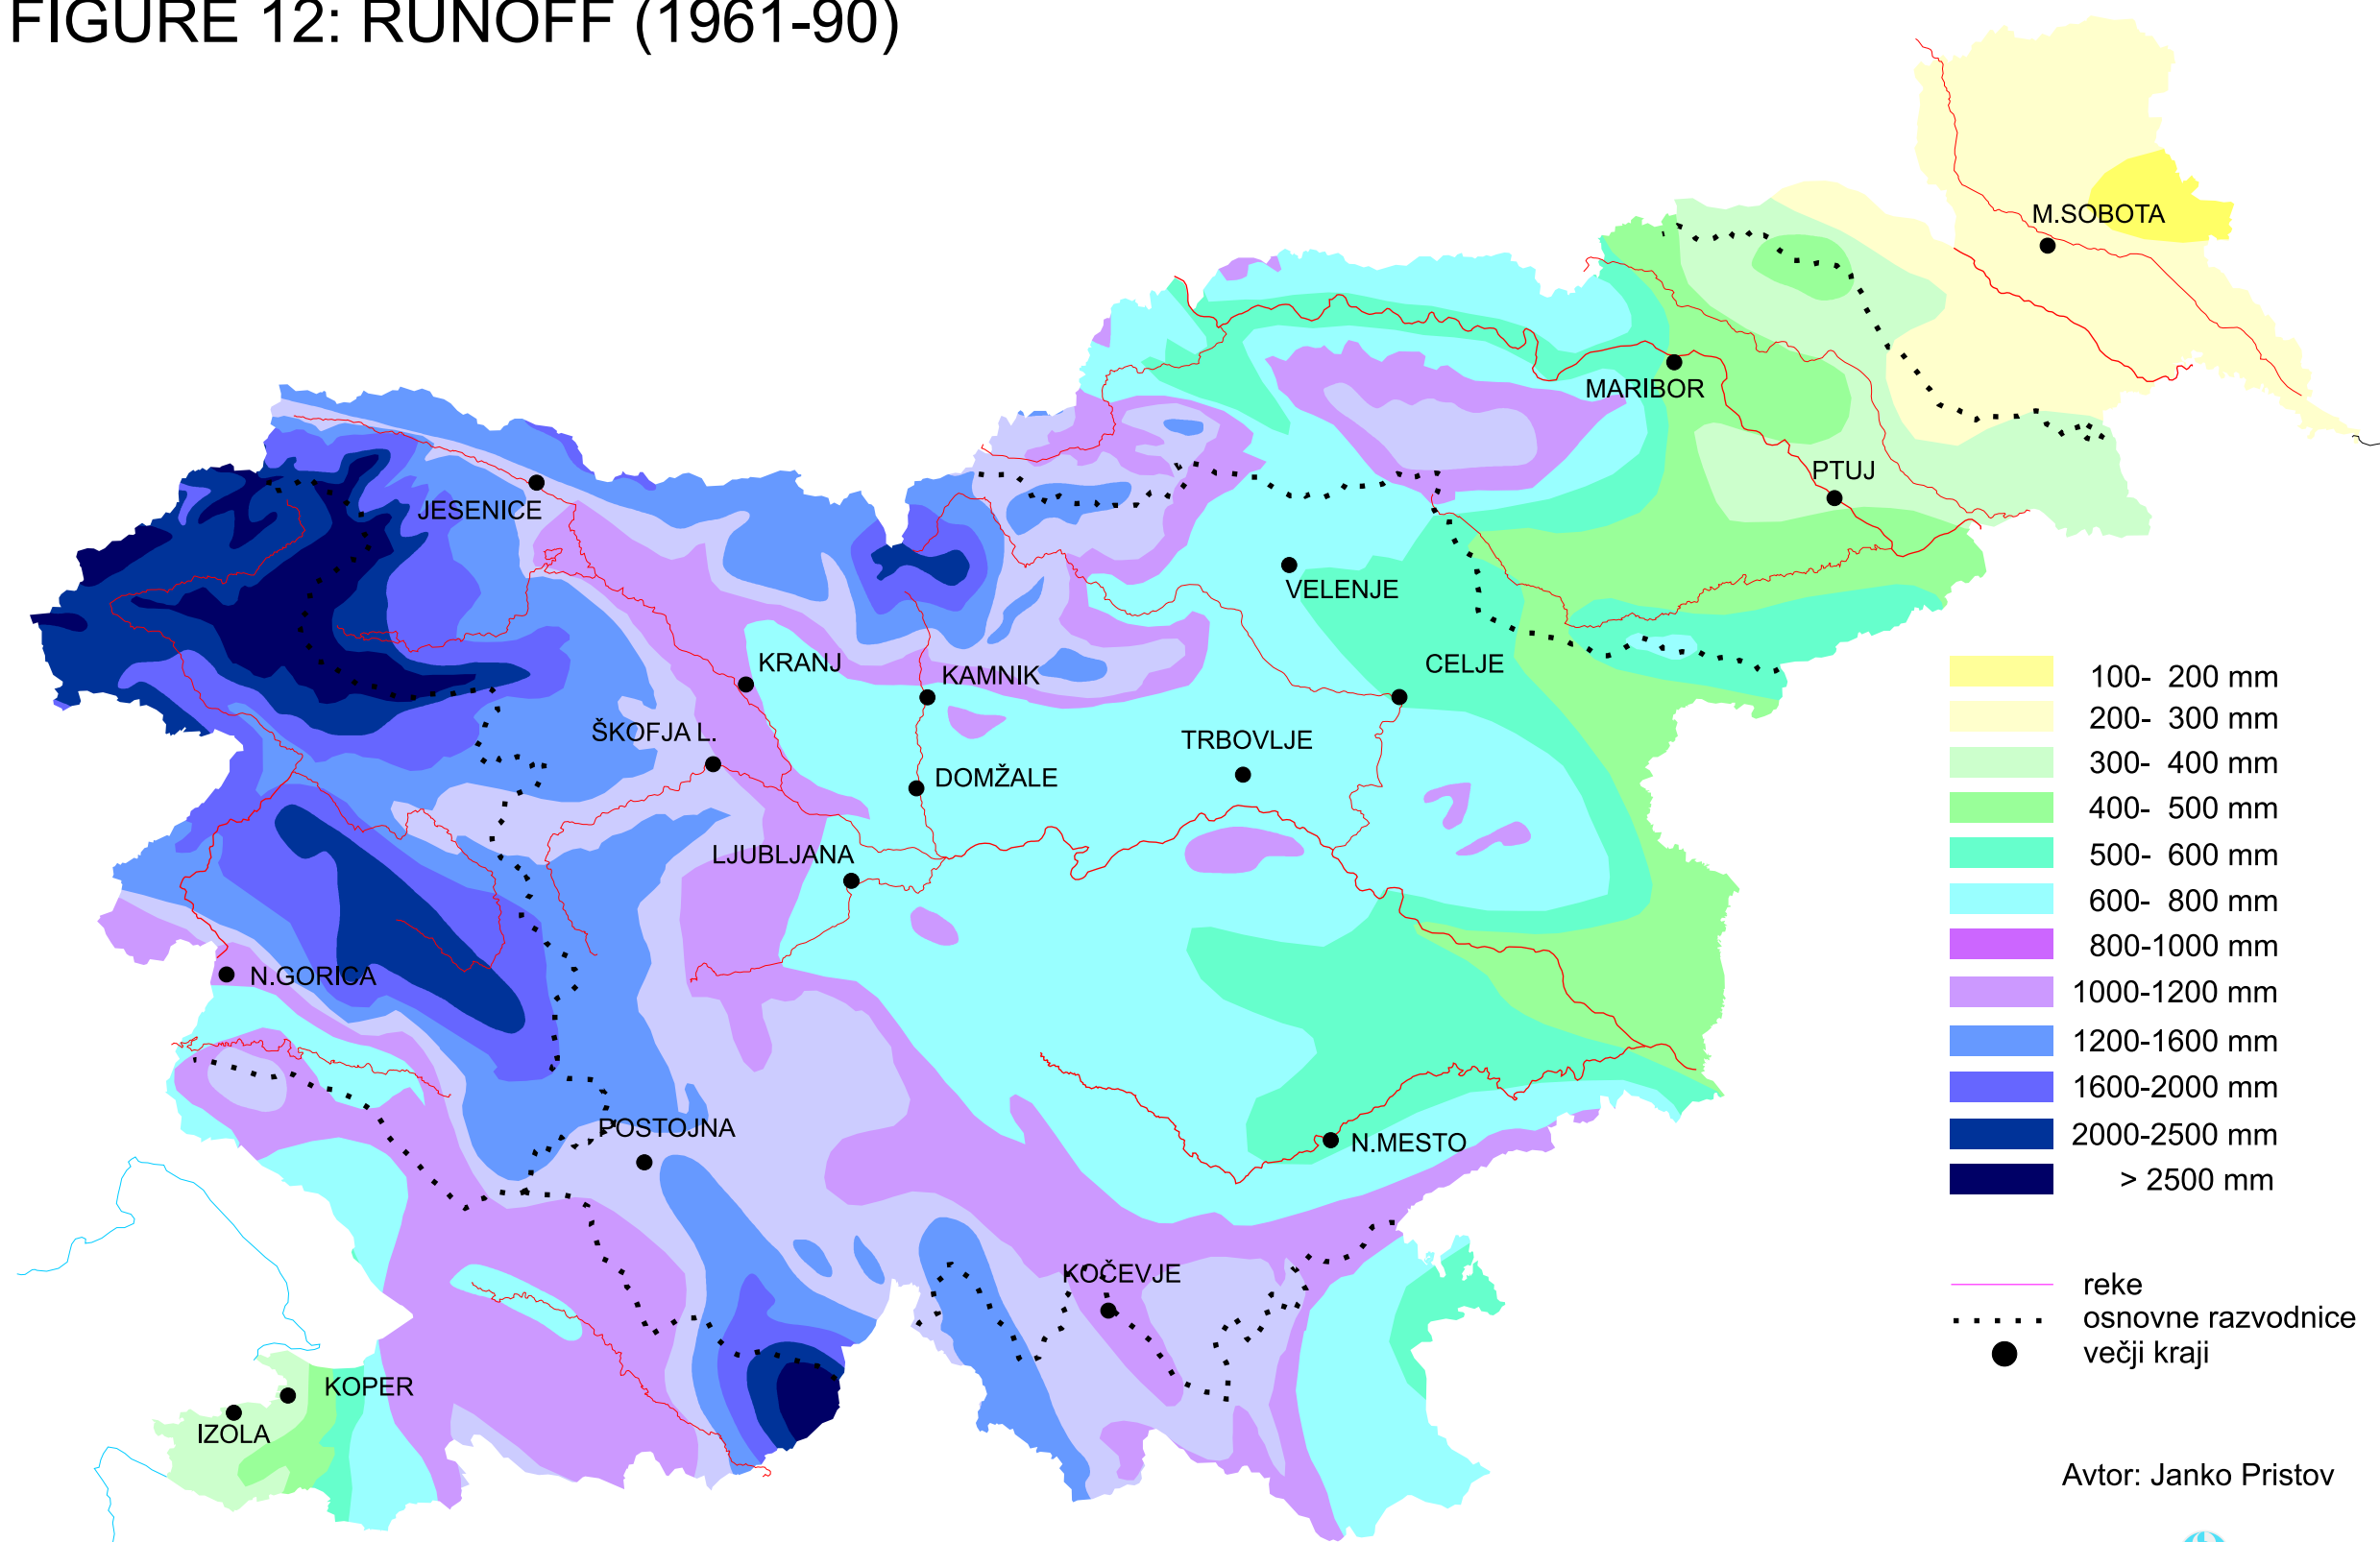 FIGURE 12: RUNOFF (1961-90)
M.SOBOTA
MARIBOR
PTUJ
JESENICE
VELENJE
KRANJ
KAMNIK
CELJE
ŠKOFJA L.
TRBOVLJE
DOMŽALE
LJUBLJANA
N.GORICA
POSTOJNA
N.MESTO
KOČEVJE
KOPER
IZOLA
100- 200 mm
200- 300 mm
300- 400 mm
400- 500 mm
500- 600 mm
600- 800 mm
800-1000 mm
1000-1200 mm
1200-1600 mm
1600-2000 mm
2000-2500 mm
> 2500 mm
reke
osnovne razvodnice
večji kraji
Avtor: Janko Pristov